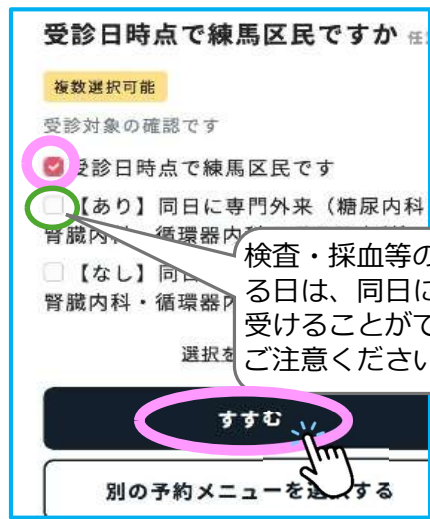 受診日時点で練馬区民ですか 任
複数選択可能
受診対象の確認です
受診日時点で練馬区民です
【あり】同日に専門外来（糖尿内科
腎臓内科・循環器内
【なし】同日
腎臓内科・循環器内
検査・採血等の
る日は、同日に
受けることがで
ご注意ください
選択を
すすむ
別の予約メニューを選択する